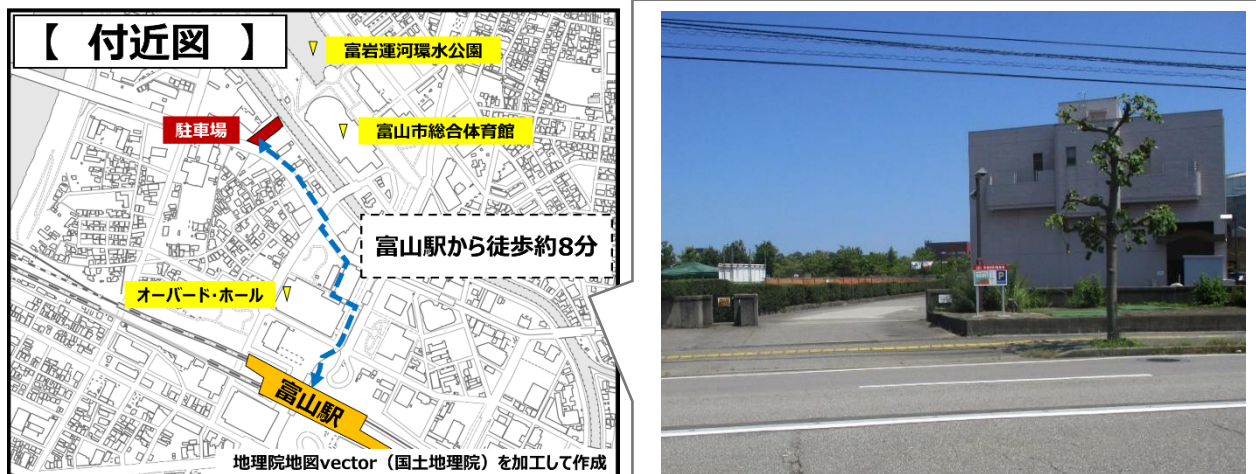 【 付近図 】
富岩運河環水公園
駐車場
富山市総合体育館
富山駅から徒歩約8分
オーバード・ホール
富山駅
地理院地図vector（国土地理院）を加工して作成
P